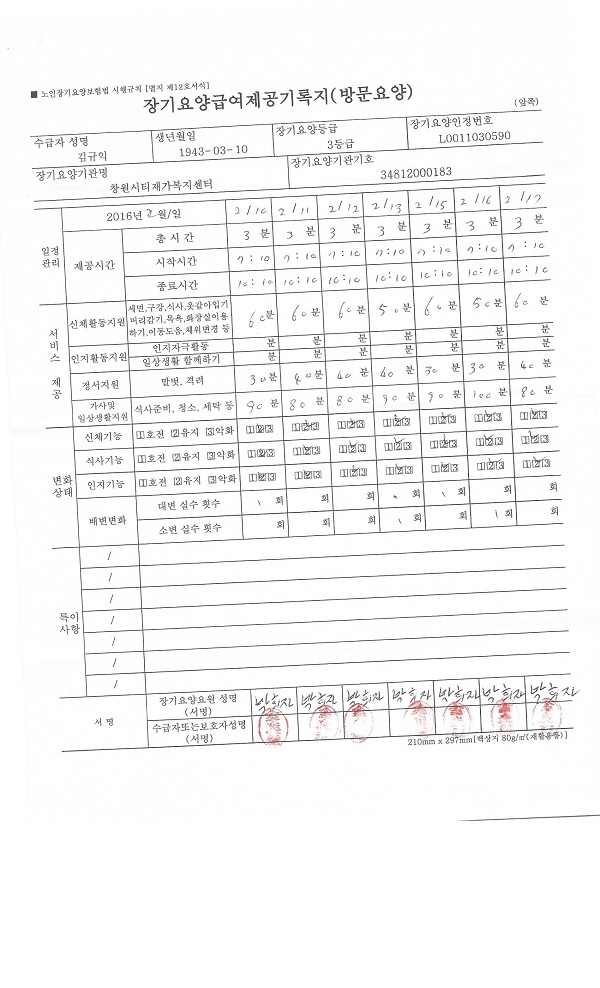 ■ 노인장기요양보험법 시행규칙 [별지 제12호서식]
장기요양급여제공기록지(방문요양)
(앞쪽)
수급자 성명 생년월일 장기요양등급 장기요양인정번호
김규익 1943-03-10 3등급 L0011030590
장기요양기관명 장기요양기관기호
창원시티재가복지센터 34812000183
일정 관리 2016년 2월/일 2/10 2/11 2/12 2/13 2/15 2/16 2/17
제공시간 총 시 간 3 분 3 분 3 분 3 분 3 분 3 분 3 분
시작시간 7:10 7:10 7:10 7:10 7:10 7:10 7:10
종료시간 10:10 10:10 10:10 10:10 10:10 10:10 10:10
서비스 제공 신체활동지원 세면,구강,식사,옷갈아입기
머리감기,목욕,화장실이용
하기,이동도움,체위변경 등 60분 60분 60분 50분 60분 50분 60분
인지활동지원 인지자극활동 분 분 분 분 분 분 분
일상생활 함께하기 분 분 분 분 분 분 분
정서지원 말벗, 격려 30분 40분 40분 40분 30분 30분 40분
가사및
일상생활지원 식사준비, 청소, 세탁 등 90분 80분 80분 90분 90분 100분 80분
변화 상태 신체기능 1호전 2유지 3악화 123 123 123 123 123 123 123
식사기능 1호전 2유지 3악화 123 123 123 123 123 123 123
인지기능 1호전 2유지 3악화 123 123 123 123 123 123 123
배변변화 대변 실수 횟수 1 회 회 회 회 1 회 회 회
소변 실수 횟수 회 회 회 회 회 1 회 회
특이
사항
/
/
/
/
/
/
/
서 명 장기요양요원 성명
(서명) 박희자 박희자 박희자 박희자 박희자 박희자 박희자
수급자또는보호자성명
(서명)
210mm x 297mm[백상지 80g/㎡(재활용품)]